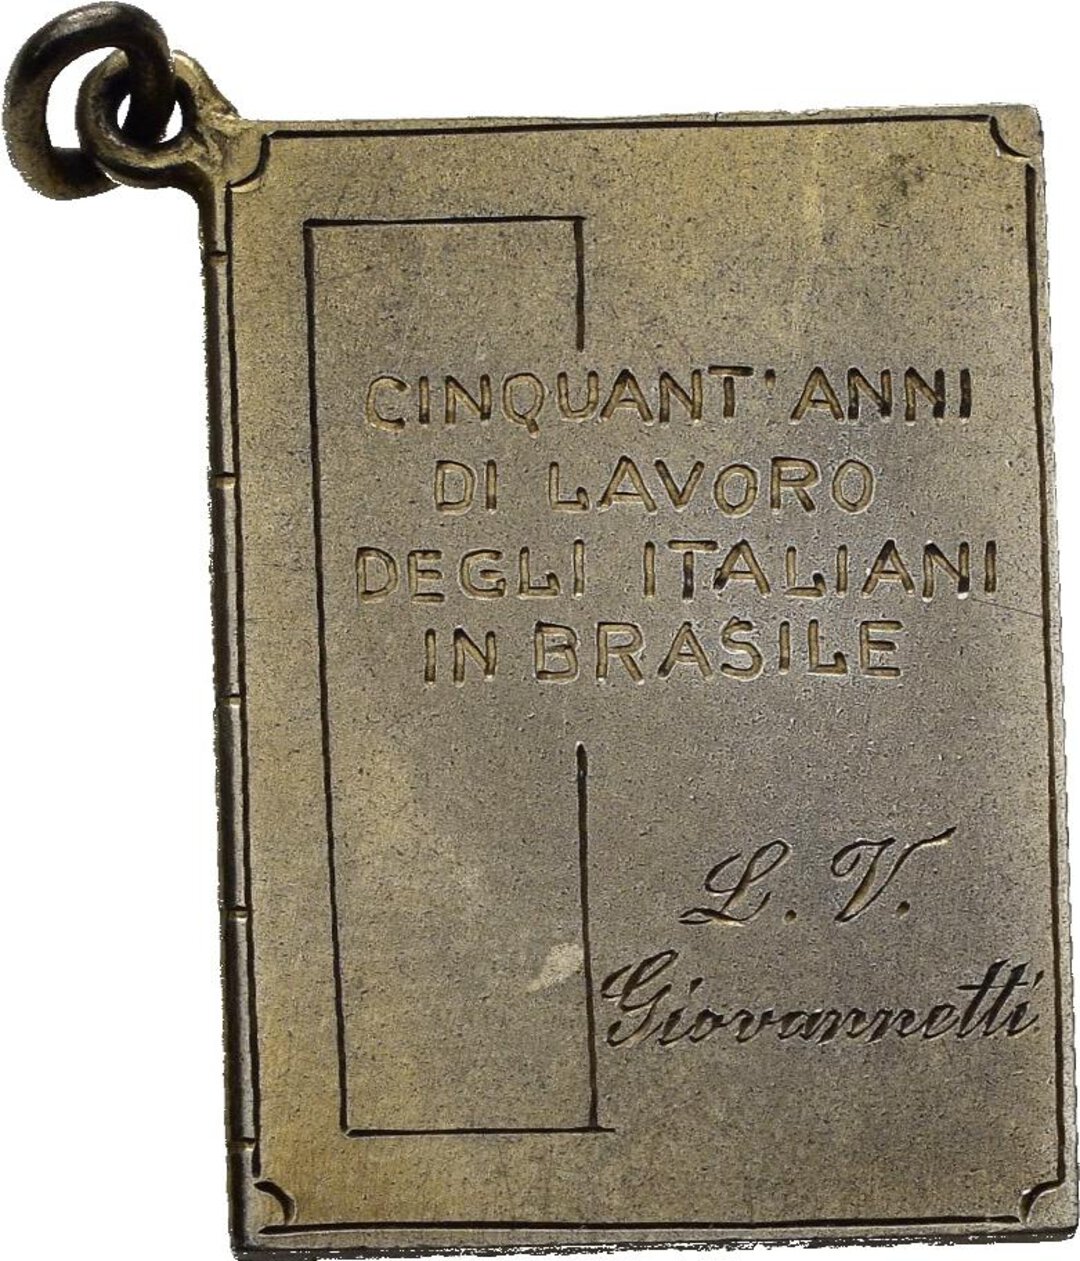 CINQUANT'ANNI
DI LAVORO
DEGLI ITALIANI
IN BRASILE
L. V.
Giovannetti